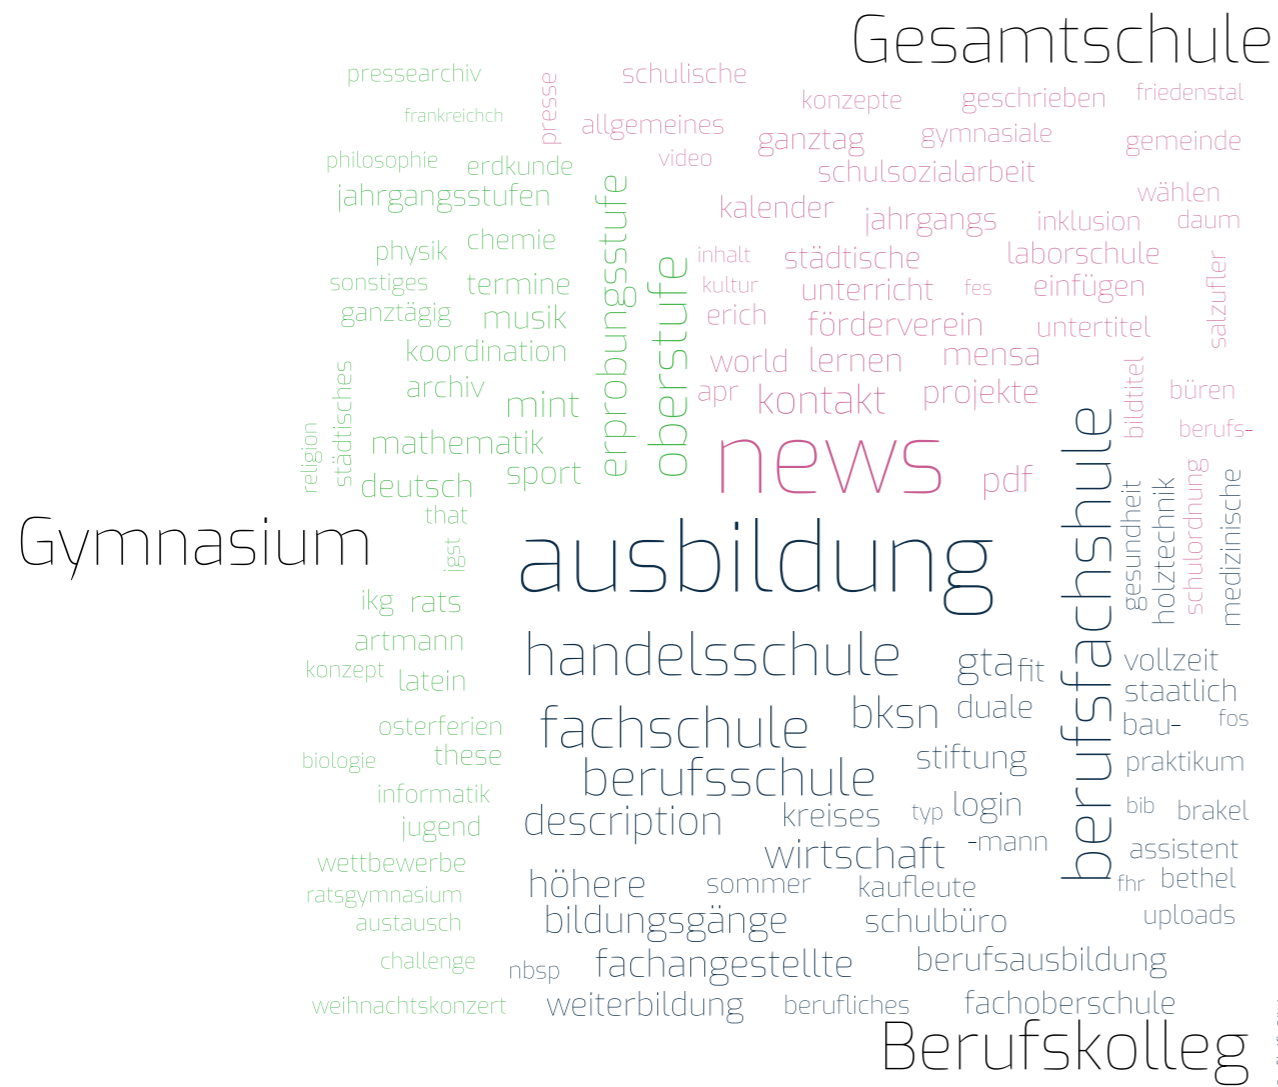 Gesamtschule
pressearchiv
schulische
frankreichch
presse
konzepte
geschrieben
friedenstal
allgemeines
ganztag
gymnasiale
gemeinde
philosophie
erdkunde
video
schulsozialarbeit
jahrgangsstufen
erprobungsstufe
kalender
jahrgangs
inklusion
wählen
daum
physik
chemie
oberstufe
inhalt
städtische
laborschule
salzufler
sonstiges
termine
kultur
unterricht
fes
einfügen
ganztägig
musik
erich
förderverein
untertitel
koordination
world
lernen
mensa
archiv
mint
apr
kontakt
projekte
bildtitel
büren
religion
städtisches
mathematik
sport
news
pdf
berufs-
deutsch
that
igst
Gymnasium
ausbildung
berufsfachshule
gesundheit
holztechnik
schulordnung
medizinische
ikg
rats
artmann
handelsschule
gta
fit
vollzeit
konzept
latein
staatlich
osterferien
fachschule
bksn
duale
bau-
fos
biologie
these
berufsschule
stiftung
praktikum
informatik
jugend
description
kreises
typ
login
bib
brakel
wettbewerbe
wirtschaft
-mann
assistent
ratsgymnasium
höhere
sommer
kaufleute
fhr
bethel
austausch
bildungsgänge
schulbüro
uploads
challenge
nbsp
fachangestellte
berufsausbildung
weihnachtskonzert
weiterbildung
berufliches
fachoberschule
Berufskolleg